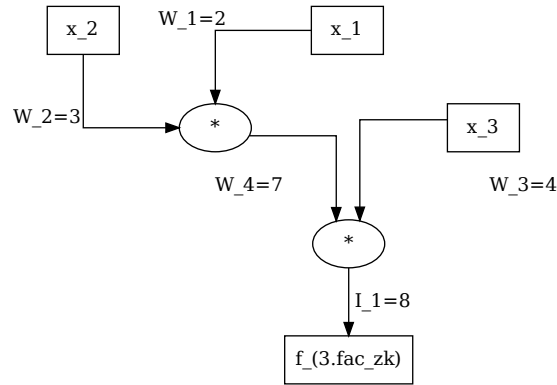 x_2
W_1=2
x_1
W_2=3
*
x_3
W_4=7
W_3=4
*
I_1=8
f_(3.fac_zk)